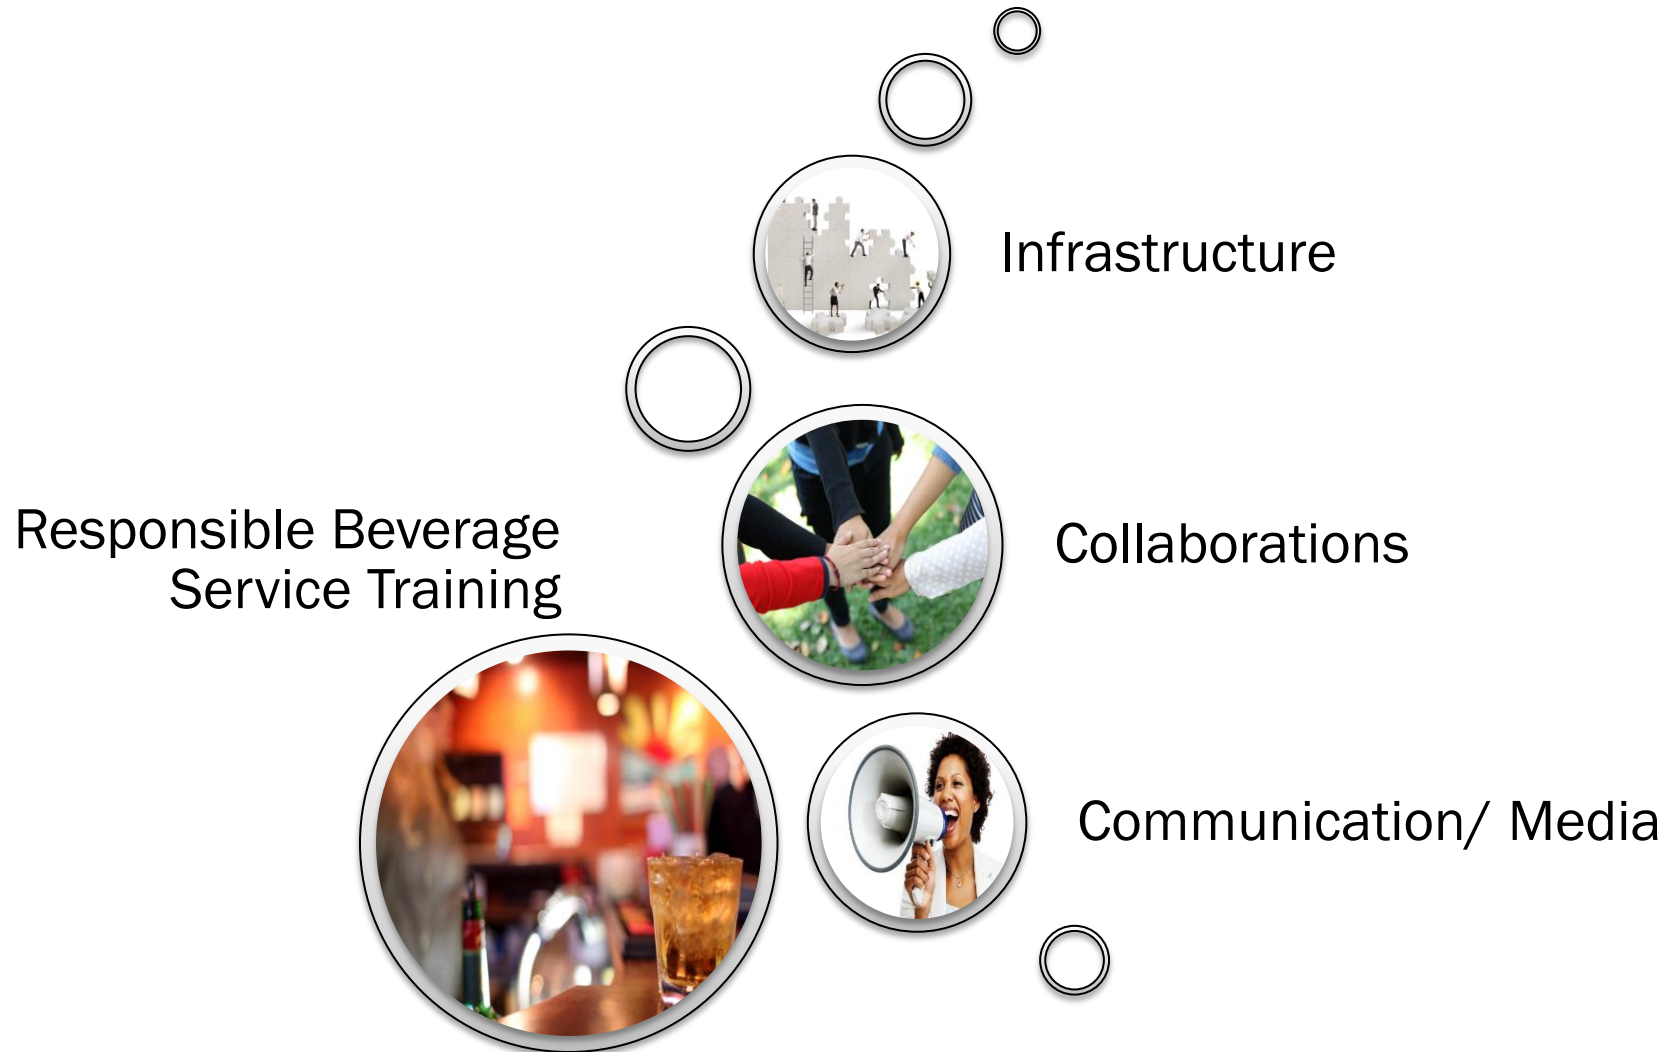 Infrastructure
Responsible Beverage
Service Training
Collaborations
Communication/ Media